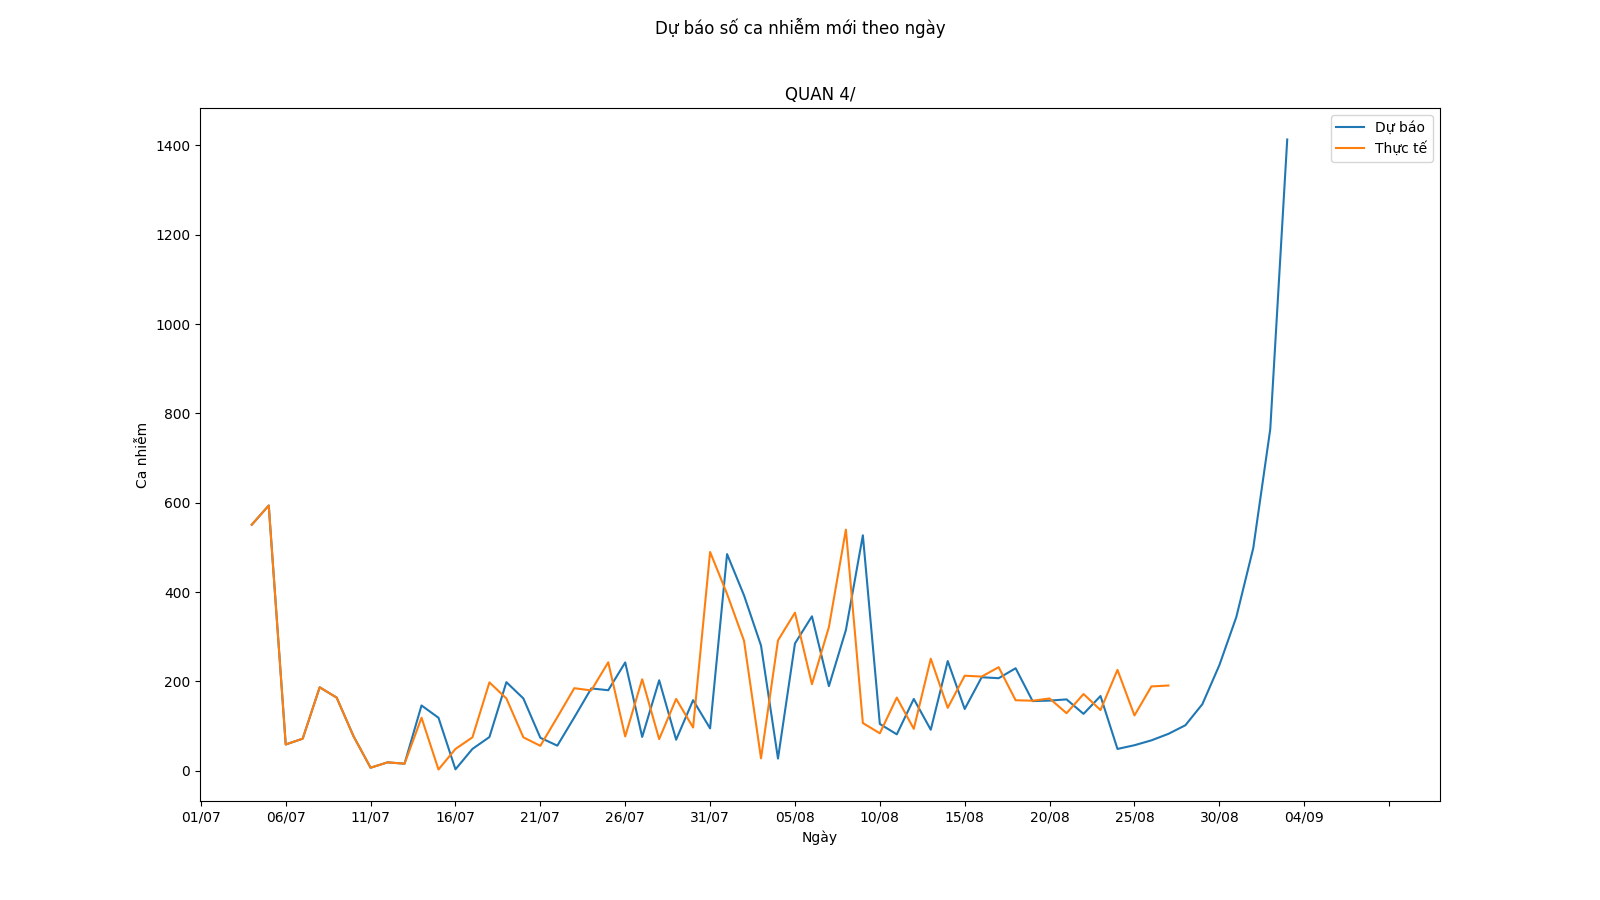 Dự báo số ca nhiễm mới theo ngày
QUAN 4/
Dự báo
Thực tế
1400
1200
1000
800
600
400
200
0
Ca nhiễm
01/07 06/07 11/07 16/07 21/07 26/07 31/07 05/08 10/08 15/08 20/08 25/08 30/08 04/09
Ngày